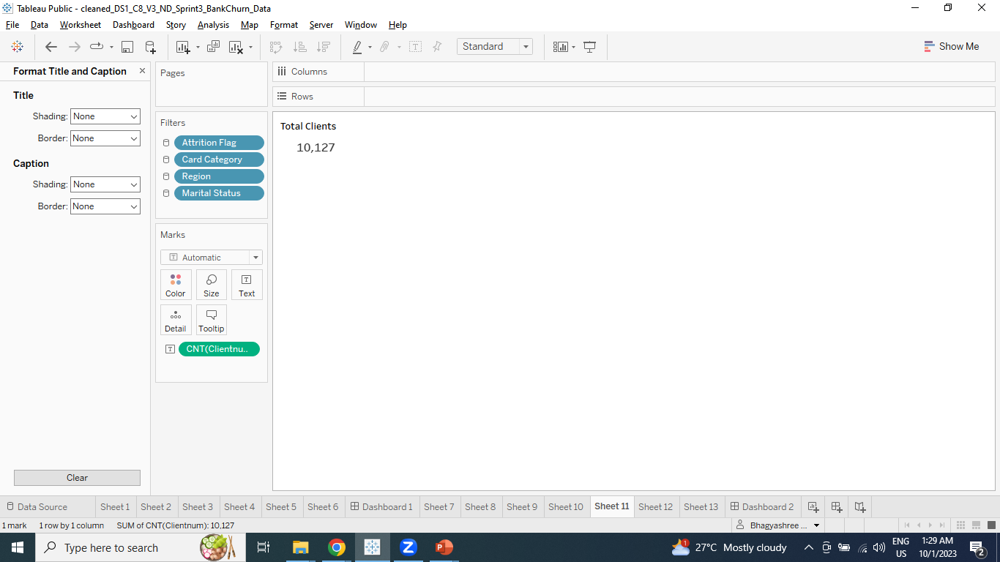 Tableau Public - cleaned_DS1_C8_V3_ND_Sprint3_BankChurn_Data
File Data Worksheet Dashboard Story Analysis Map Format Server Window Help
Standard
Show Me
Format Title and Caption
Title
Shading: None
Border: None
Caption
Shading: None
Border: None
Clear
Pages
Filters
Attrition Flag
Card Category
Region
Marital Status
Marks
T Automatic
Color Size T Text
Detail Tooltip
T CNT(Clientnu..
Columns
Rows
Total Clients
10,127
Data Source Sheet 1 Sheet 2 Sheet 3 Sheet 4 Sheet 5 Sheet 6 Dashboard 1 Sheet 7 Sheet 8 Sheet 9 Sheet 10 Sheet 11 Sheet 12 Sheet 13 Dashboard 2
1 mark 1 row by 1 column SUM of CNT(Clientnum): 10,127 Bhagyashree ...
Type here to search
1 27°C Mostly cloudy
ENG
US
1:29 AM
10/1/2023
2